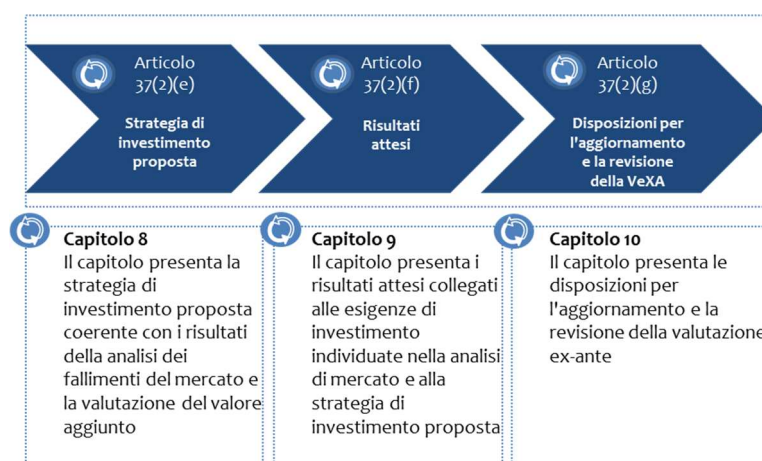 Articolo
37(2)(e)
Strategia di
investimento
proposta
Articolo
37(2)(f)
Risultati
attesi
Articolo
37(2)(g)
Disposizioni per
l'aggiornamento
e la revisione
della VeXA
Capitolo 8
Il capitolo presenta la
strategia di
investimento proposta
coerente con i risultati
della analisi dei
fallimenti del mercato e
la valutazione del valore
aggiunto
Capitolo 9
Il capitolo presenta i
risultati attesi collegati
alle esigenze di
investimento
individuate nella analisi
di mercato e alla
strategia di
investimento proposta
Capitolo 10
Il capitolo presenta le
disposizioni per
l'aggiornamento e la
revisione della valutazione
ex-ante